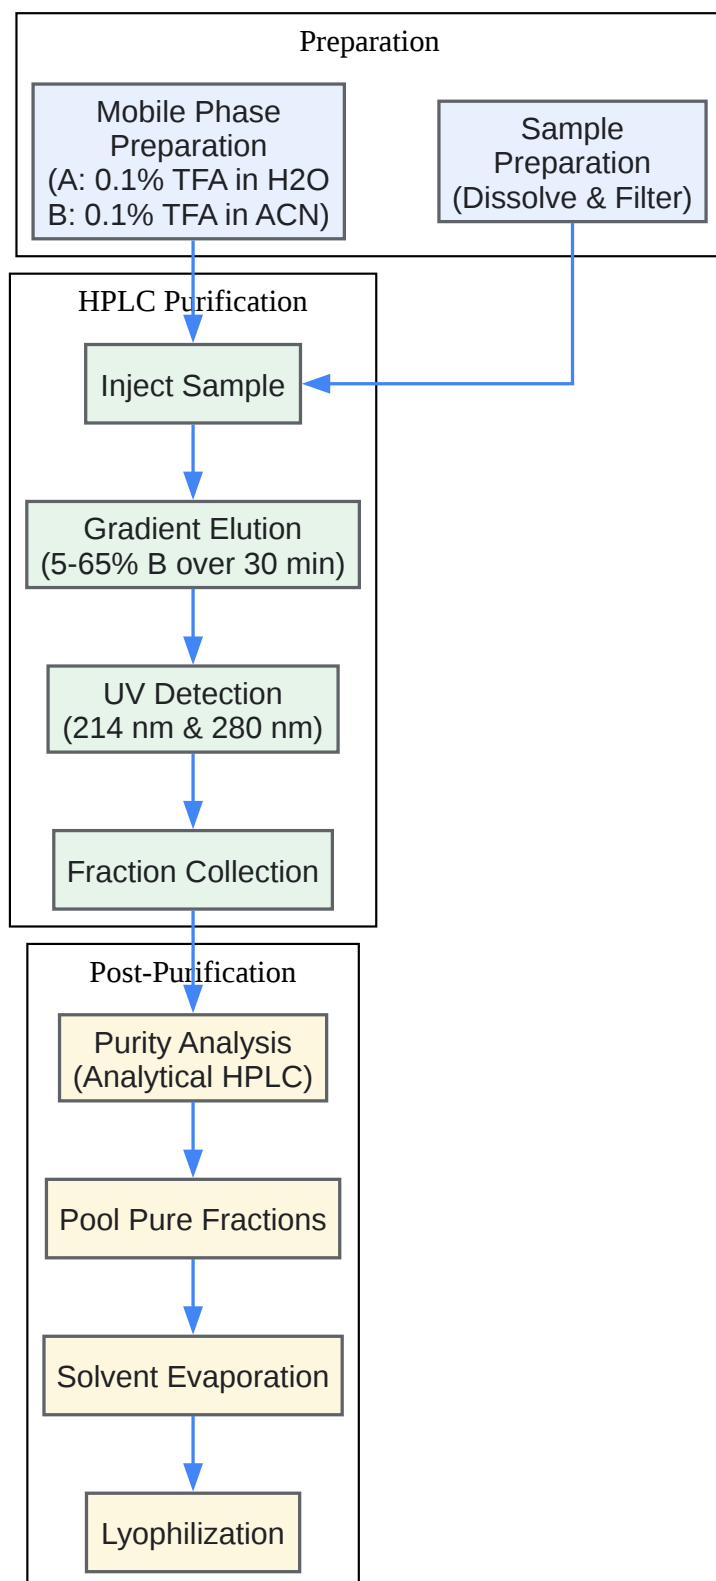 Preparation
Mobile Phase
Preparation
(A: 0.1% TFA in H2O
B: 0.1% TFA in ACN)
Sample
Preparation
(Dissolve & Filter)
HPLC Purification
Inject Sample
Gradient Elution
(5-65% B over 30 min)
UV Detection
(214 nm & 280 nm)
Fraction Collection
Post-Purification
Purity Analysis
(Analytical HPLC)
Pool Pure Fractions
Solvent Evaporation
Lyophilization